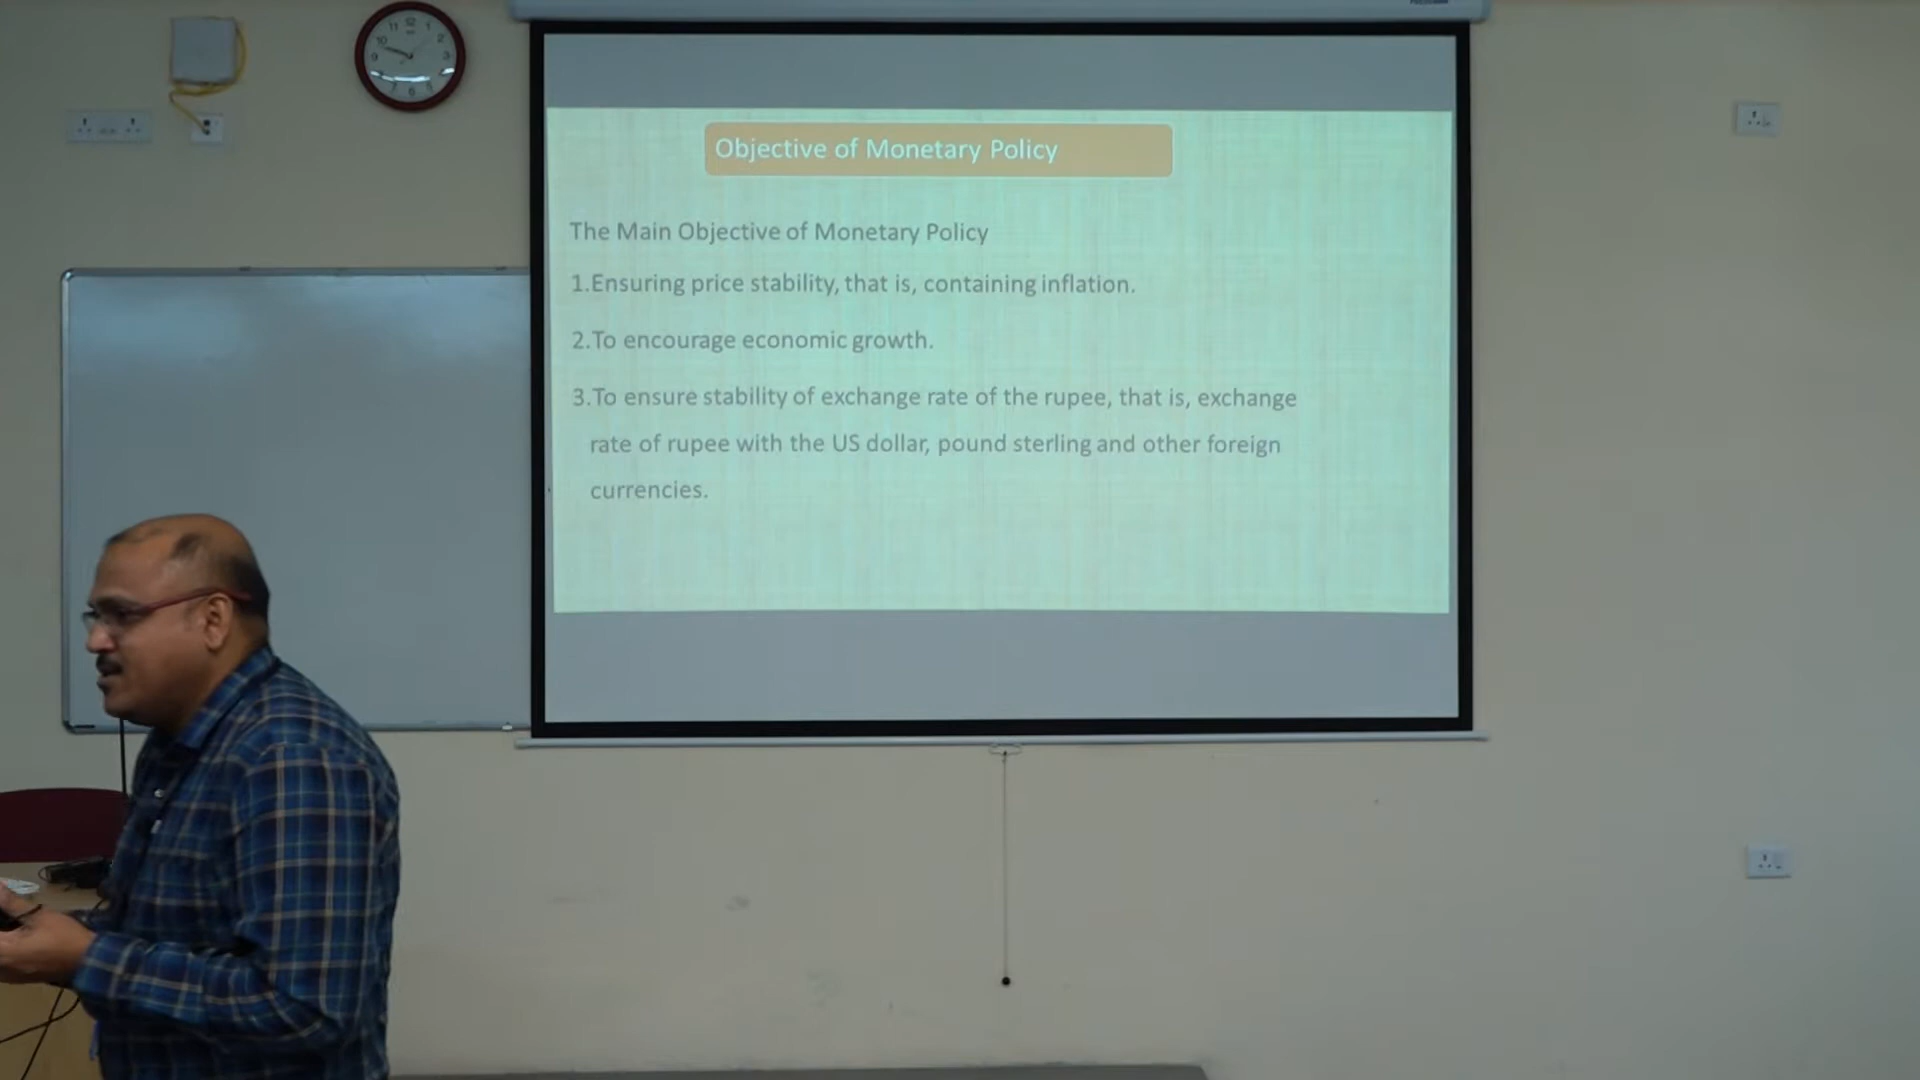 Objective of Monetary Policy
The Main Objective of Monetary Policy
1.Ensuring price stability, that is, containing inflation.
2.To encourage economic growth.
3.To ensure stability of exchange rate of the rupee, that is, exchange
rate of rupee with the US dollar, pound sterling and other foreign
currencies.